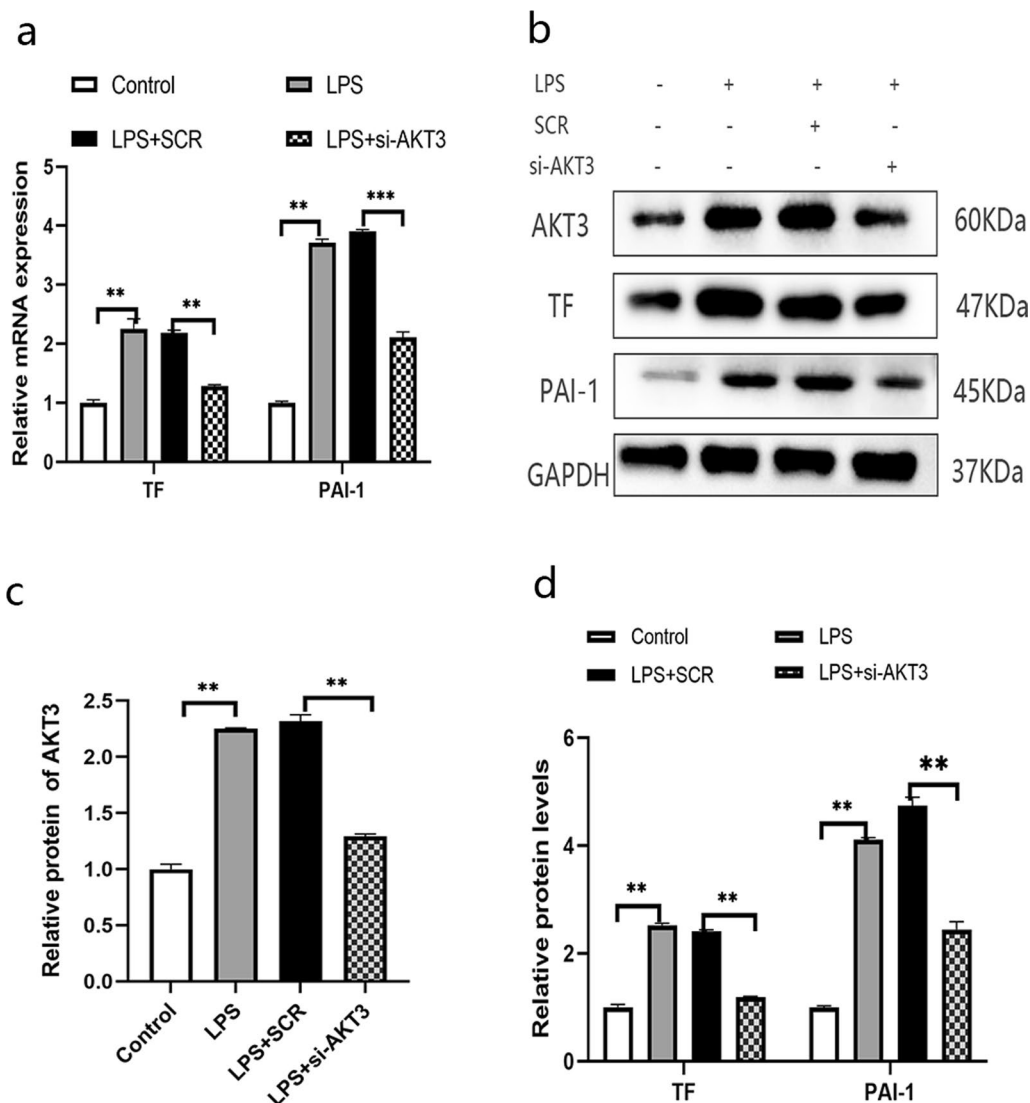 a
Control
LPS
LPS+SCR
LPS+si-AKT3
Relative mRNA expression
5
4
3
2
1
0
** ** ** ***
TF PAI-1
b
LPS - + + +
SCR - - + -
si-AKT3 - - - +
AKT3 60KDa
TF 47KDa
PAI-1 45KDa
GAPDH 37KDa
c
Relative protein of AKT3
2.5
2.0
1.5
1.0
0.5
0.0
** **
Control LPS LPS+SCR LPS+si-AKT3
d
Control
LPS
LPS+SCR
LPS+si-AKT3
Relative protein levels
6
4
2
0
** ** ** **
TF PAI-1